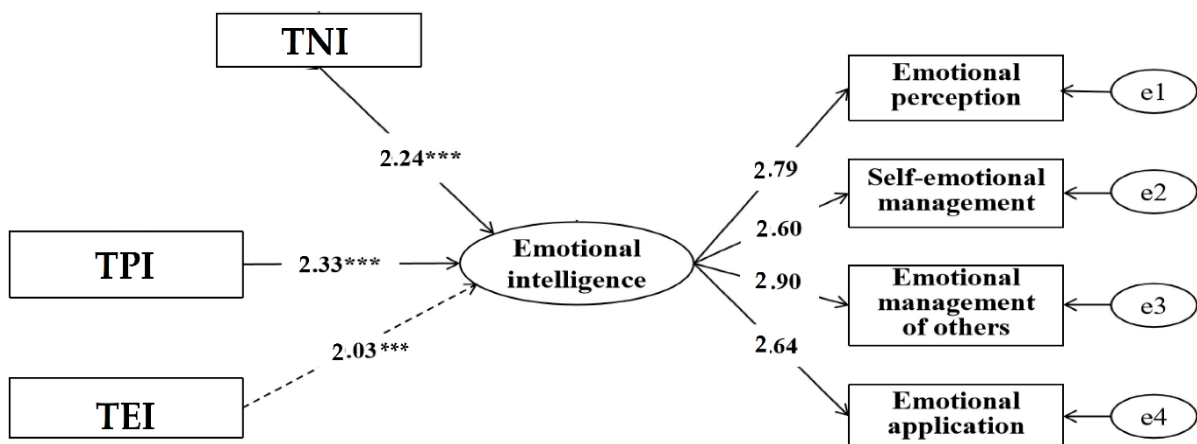 TNI
2.24***
TPI
2.33***
TEI
2.03***
Emotional
intelligence
2.79
2.60
2.90
2.64
Emotional
perception
e1
Self-emotional
management
e2
Emotional
management
of others
e3
Emotional
application
e4